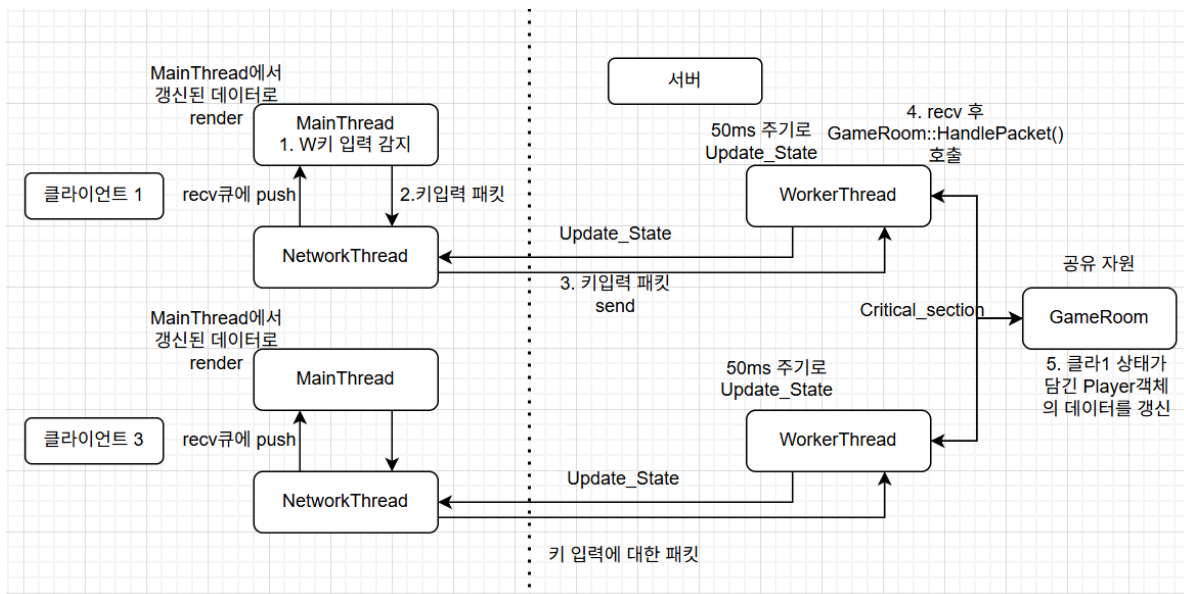 MainThread에서
갱신된 데이터로
render
MainThread
1. W키 입력 감지
클라이언트 1
recv큐에 push
2.키입력 패킷
NetworkThread
서버
50ms 주기로
Update_State
4. recv 후
GameRoom::HandlePacket()
호출
WorkerThread
Update_State
3. 키입력 패킷
send
공유 자원
Critical_section
GameRoom
5. 클라1 상태가
담긴 Player객체
의 데이터를 갱신
MainThread에서
갱신된 데이터로
render
MainThread
클라이언트 3
recv큐에 push
NetworkThread
50ms 주기로
Update_State
WorkerThread
Update_State
키 입력에 대한 패킷